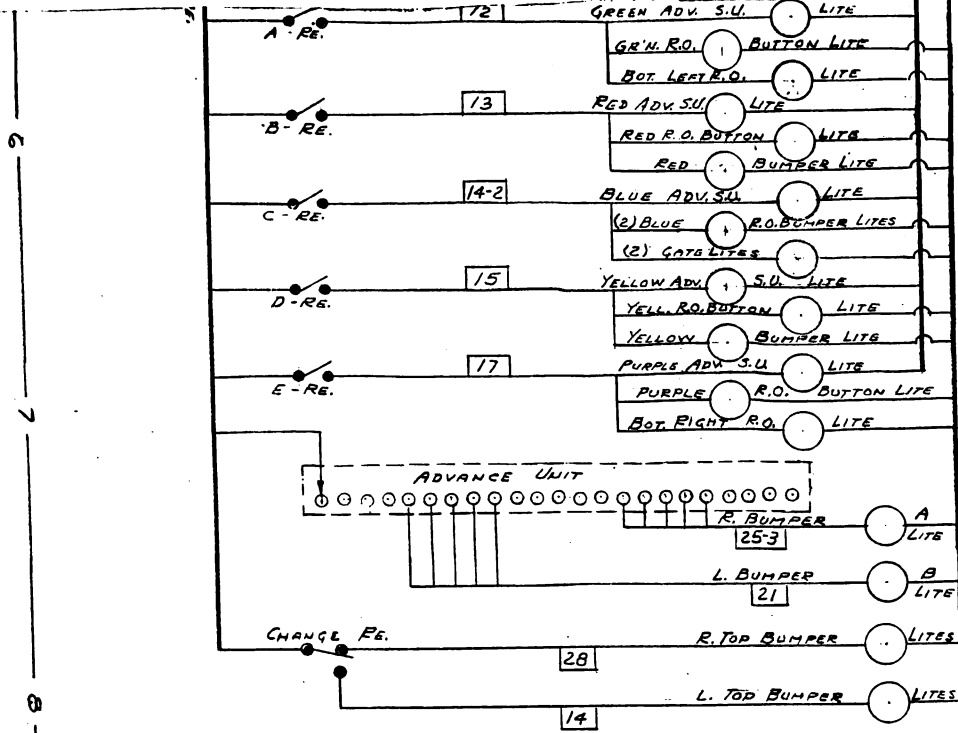 12 GREEN ADV. S.U. LITE
A - RE.
GR'N. R.O. BUTTON LITE
BOT. LEFT R.O. LITE
13 RED ADV. S.U. LITE
B - RE.
RED R.O. BUTTON LITE
RED BUMPER LITE
6
14-2 BLUE ADV. S.U. LITE
C - RE.
(2) BLUE R.O. BUMPER LITES
(2) GATE LITES
15 YELLOW ADV. S.U. LITE
D - RE.
YELL. R.O. BUTTON LITE
YELLOW BUMPER LITE
17 PURPLE ADV. S.U. LITE
E - RE.
PURPLE R.O. BUTTON LITE
7
BOT. RIGHT R.O. LITE
ADVANCE UNIT
R. BUMPER A
25-3 LITE
L. BUMPER B
21 LITE
CHANGE RE. R. TOP BUMPER LITES
28
8
L. TOP BUMPER LITES
14